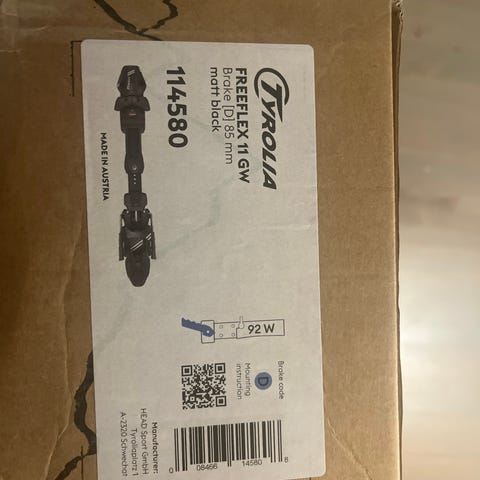 TYROLIA
FREEFLEX 11 GW
Brake [D] 85 mm
matt black
114580
MADE IN AUSTRIA
92 W
Brake code
D
Mounting
instruction
0 08466 14580 8
Manufacturer:
HEAD Sport GmbH
Tyroliaplatz 1
A-2320 Schwechat